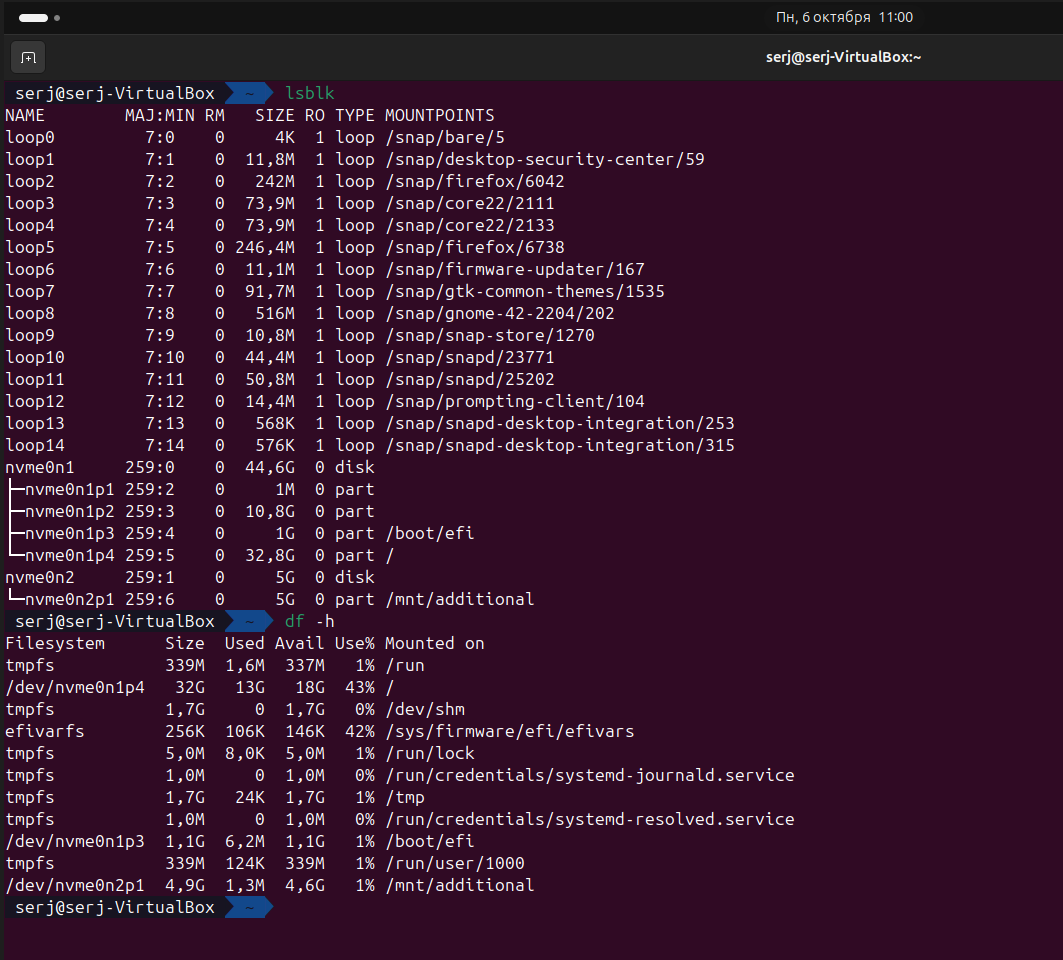 Пн, 6 октября 11:00
serj@serj-VirtualBox:~
serj@serj-VirtualBox ~ lsblk
NAME        MAJ:MIN RM   SIZE RO TYPE MOUNTPOINTS
loop0         7:0    0     4K  1 loop /snap/bare/5
loop1         7:1    0  11,8M  1 loop /snap/desktop-security-center/59
loop2         7:2    0   242M  1 loop /snap/firefox/6042
loop3         7:3    0  73,9M  1 loop /snap/core22/2111
loop4         7:4    0  73,9M  1 loop /snap/core22/2133
loop5         7:5    0 246,4M  1 loop /snap/firefox/6738
loop6         7:6    0  11,1M  1 loop /snap/firmware-updater/167
loop7         7:7    0  91,7M  1 loop /snap/gtk-common-themes/1535
loop8         7:8    0   516M  1 loop /snap/gnome-42-2204/202
loop9         7:9    0  10,8M  1 loop /snap/snap-store/1270
loop10        7:10   0  44,4M  1 loop /snap/snapd/23771
loop11        7:11   0  50,8M  1 loop /snap/snapd/25202
loop12        7:12   0  14,4M  1 loop /snap/prompting-client/104
loop13        7:13   0   568K  1 loop /snap/snapd-desktop-integration/253
loop14        7:14   0   576K  1 loop /snap/snapd-desktop-integration/315
nvme0n1     259:0    0  44,6G  0 disk
├─nvme0n1p1 259:2    0     1M  0 part
├─nvme0n1p2 259:3    0  10,8G  0 part
├─nvme0n1p3 259:4    0     1G  0 part /boot/efi
└─nvme0n1p4 259:5    0  32,8G  0 part /
nvme0n2     259:1    0     5G  0 disk
└─nvme0n2p1 259:6    0     5G  0 part /mnt/additional
serj@serj-VirtualBox ~ df -h
Filesystem      Size  Used Avail Use% Mounted on
tmpfs           339M  1,6M  337M   1% /run
/dev/nvme0n1p4   32G   13G   18G  43% /
tmpfs           1,7G     0  1,7G   0% /dev/shm
efivarfs        256K  106K  146K  42% /sys/firmware/efi/efivars
tmpfs           5,0M  8,0K  5,0M   1% /run/lock
tmpfs           1,0M     0  1,0M   0% /run/credentials/systemd-journald.service
tmpfs           1,7G   24K  1,7G   1% /tmp
tmpfs           1,0M     0  1,0M   0% /run/credentials/systemd-resolved.service
/dev/nvme0n1p3  1,1G  6,2M  1,1G   1% /boot/efi
tmpfs           339M  124K  339M   1% /run/user/1000
/dev/nvme0n2p1  4,9G  1,3M  4,6G   1% /mnt/additional
serj@serj-VirtualBox ~